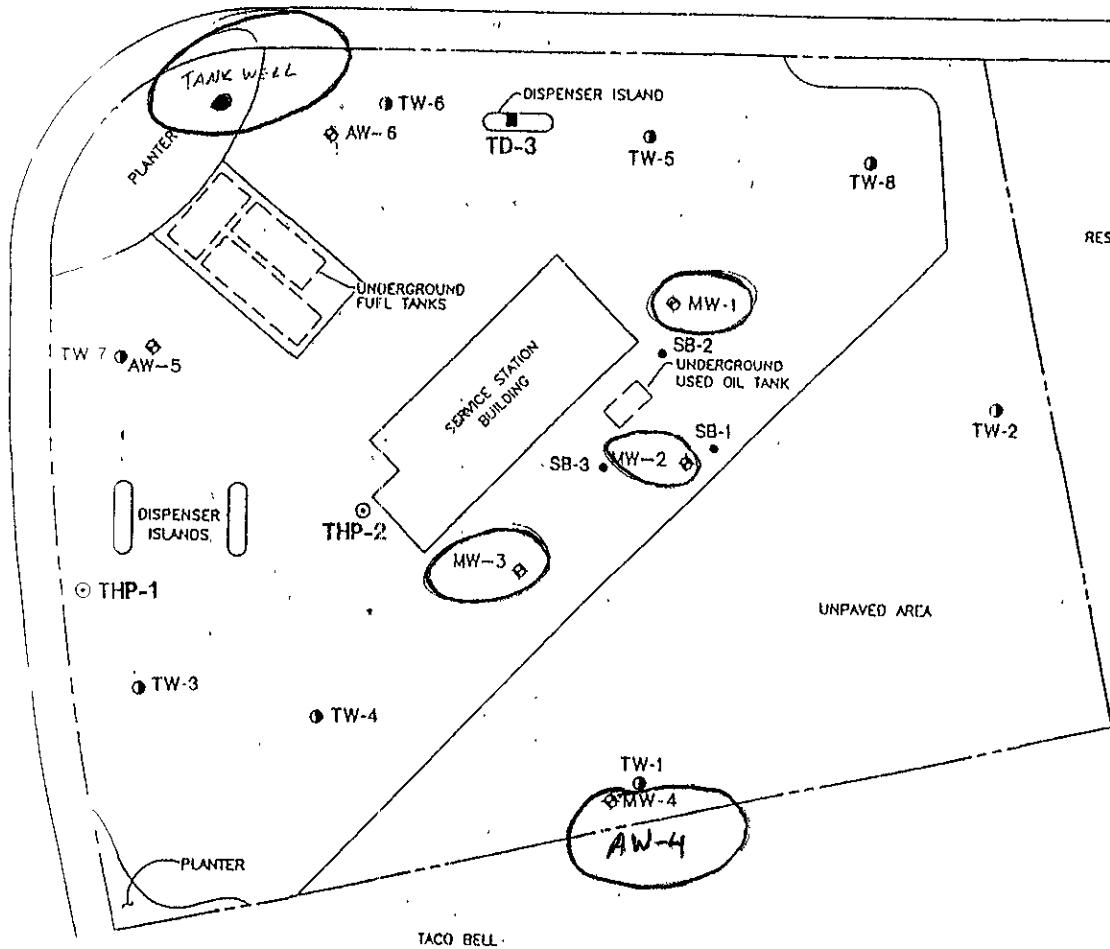 TANK WELL
PLANTER
TW-6
AW-6
DISPENSER ISLAND
TD-3
TW-5
TW-8
RES
UNDERGROUND
FUEL TANKS
MW-1
SB-2
UNDERGROUND
USED OIL TANK
TW-7
AW-5
SERVICE STATION
BUILDING
TW-2
SB-1
MW-2
SB-3
DISPENSER
ISLANDS
THP-2
MW-3
THP-1
UNPAVED AREA
TW-3
TW-4
TW-1
MW-4
AW-4
PLANTER
TACO BELL